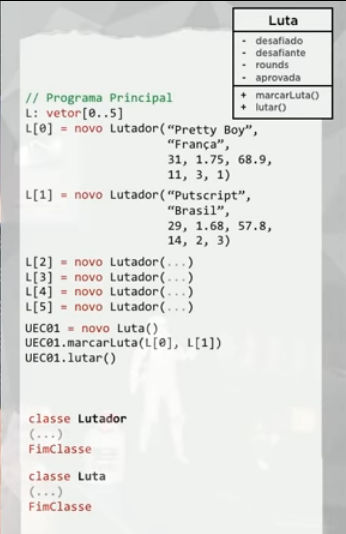 Luta
- desafiado
- desafiante
- rounds
- aprovada
+ marcarLuta()
+ lutar()
// Programa Principal
L: vetor[0..5]
L[0] = novo Lutador(“Pretty Boy”,
“França”,
31, 1.75, 68.9,
11, 3, 1)
L[1] = novo Lutador(“Putscript”,
“Brasil”,
29, 1.68, 57.8,
14, 2, 3)
L[2] = novo Lutador(...)
L[3] = novo Lutador(...)
L[4] = novo Lutador(...)
L[5] = novo Lutador(...)
UEC01 = novo Luta()
UEC01.marcarLuta(L[0], L[1])
UEC01.lutar()
classe Lutador
(...)
FimClasse
classe Luta
(...)
FimClasse